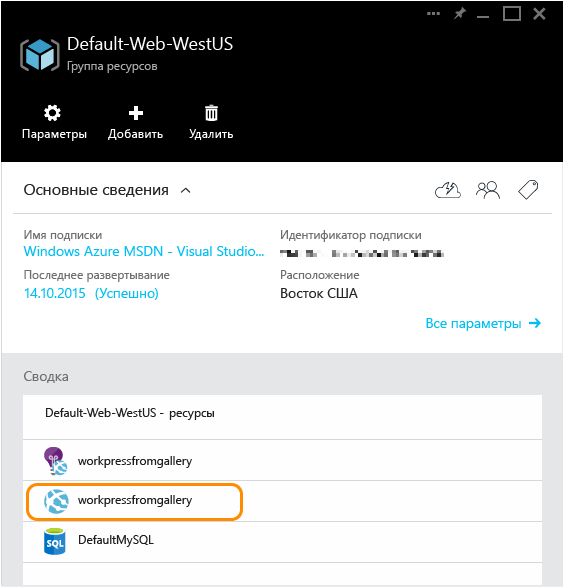 Default-Web-WestUS
Группа ресурсов
Параметры Добавить Удалить
Основные сведения
Имя подписки Идентификатор подписки
Windows Azure MSDN - Visual Studio...
Последнее развертывание Расположение
14.10.2015 (Успешно) Восток США
Все параметры
Сводка
Default-Web-WestUS - ресурсы
workpressfromgallery
workpressfromgallery
SQL DefaultMySQL